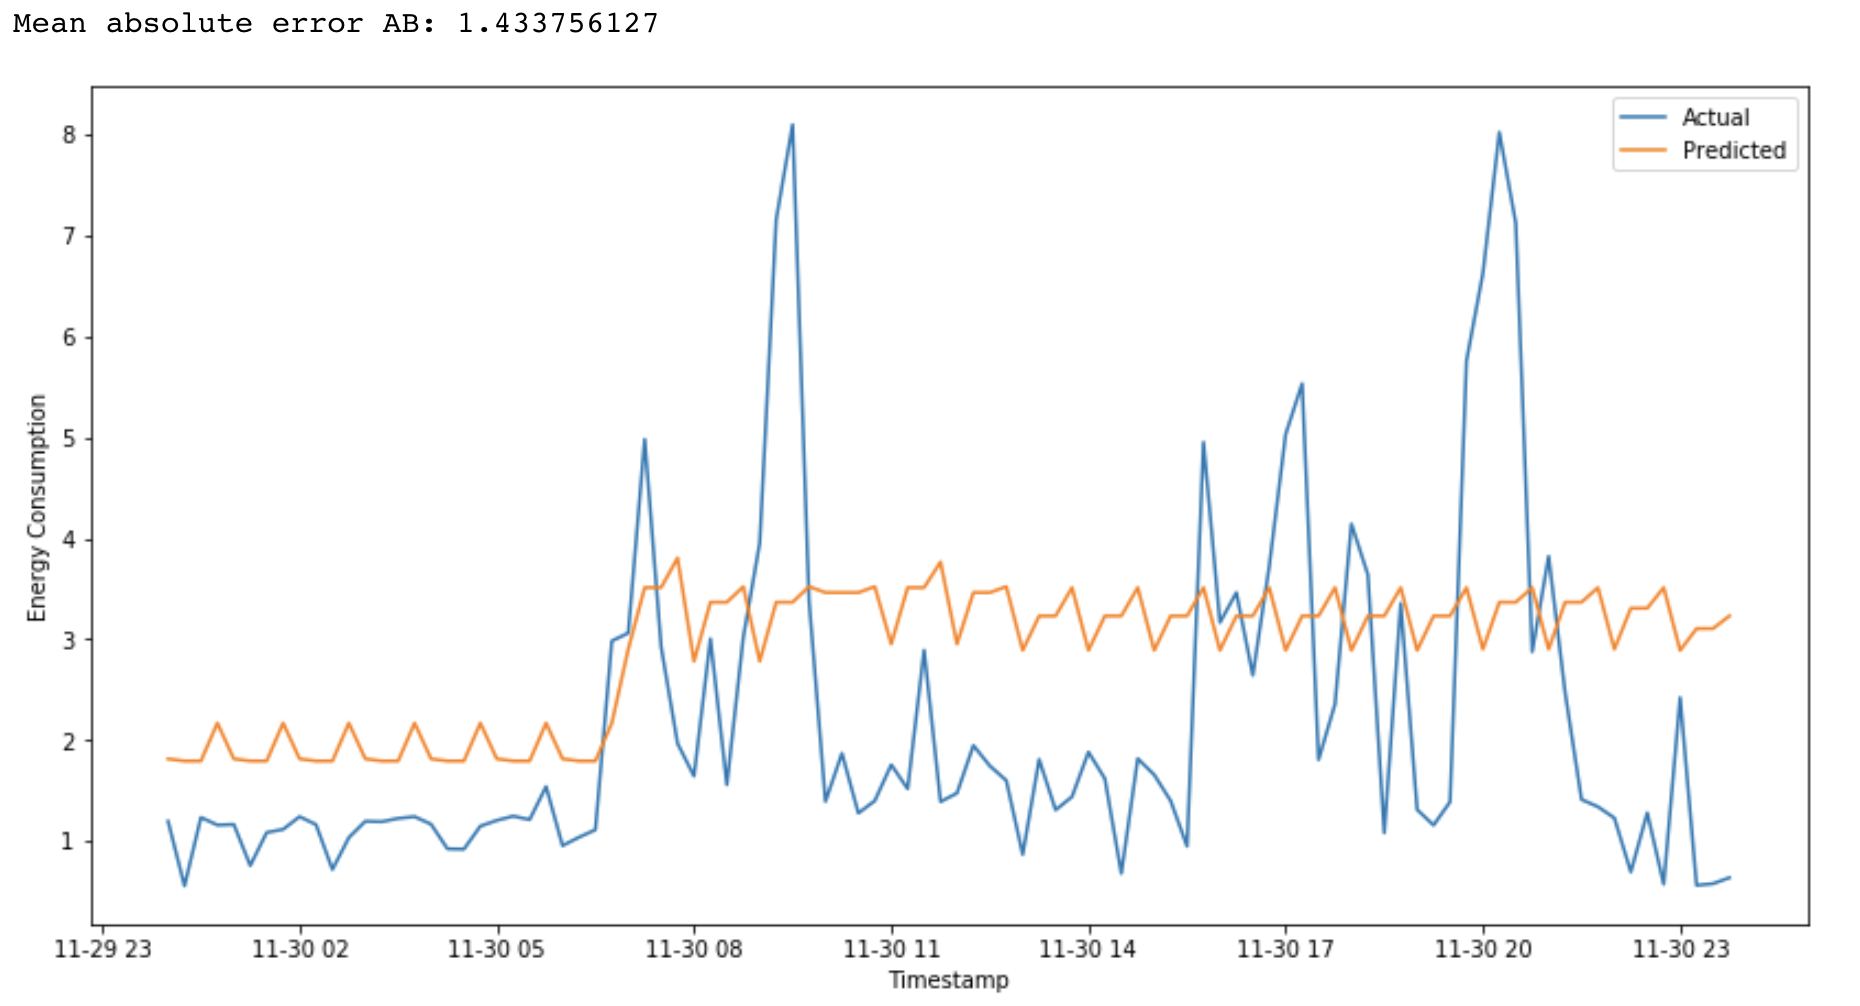 Mean absolute error AB: 1.433756127
Actual
Predicted
8
7
6
5
4
3
2
1
Energy Consumption
11-29 23 11-30 02 11-30 05 11-30 08 11-30 11 11-30 14 11-30 17 11-30 20 11-30 23
Timestamp